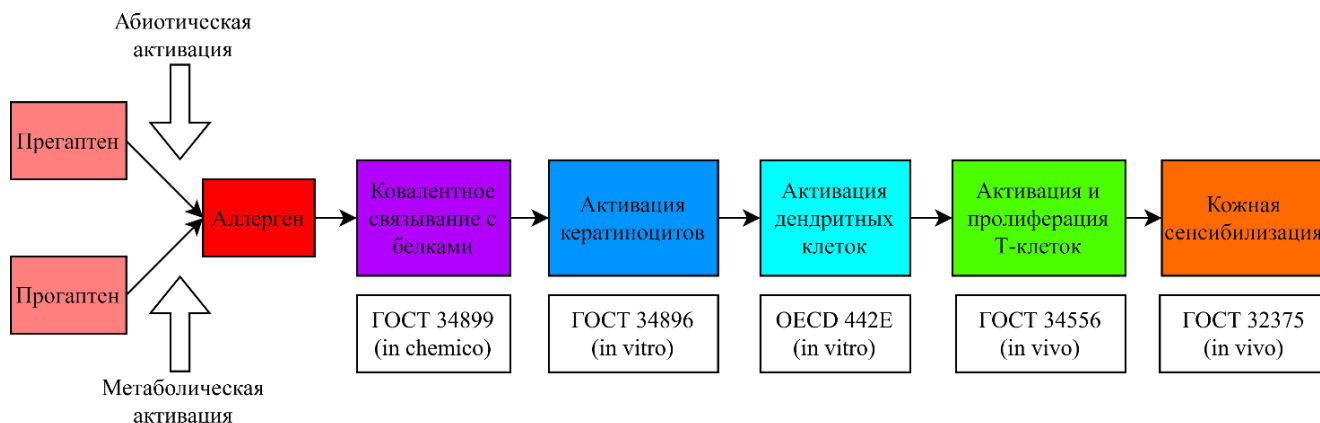 Абиотическая
активация
Прегаптен
Прогаптен
Метаболическая
активация
Аллерген
Ковалентное
связывание с
белками
ГОСТ 34899
(in chemico)
Активация
кератиноцитов
ГОСТ 34896
(in vitro)
Активация
дендритных
клеток
OECD 442E
(in vitro)
Активация и
пролиферация
Т-клеток
ГОСТ 34556
(in vivo)
Кожная
сенсибилизация
ГОСТ 32375
(in vivo)